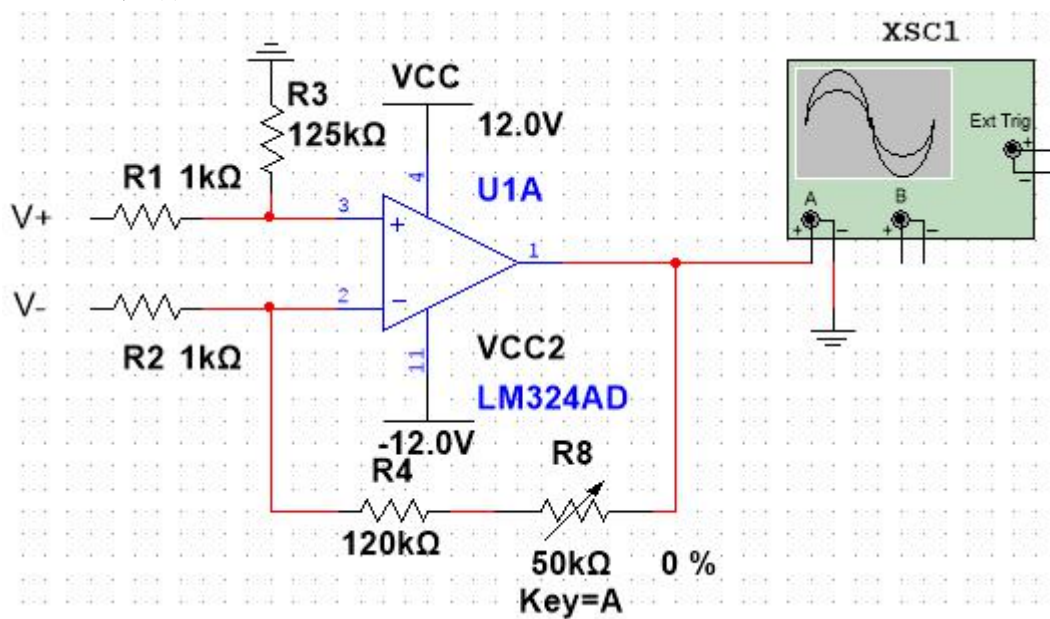 XSC1
VCC
R3
125kΩ
12.0V
Ext Trig
+
−
R1 1kΩ
4
U1A
A
B
V+
3
+
1
+ − + −
V-
2
−
R2 1kΩ
11
VCC2
LM324AD
-12.0V
R4
R8
120kΩ
50kΩ 0 %
Key=A